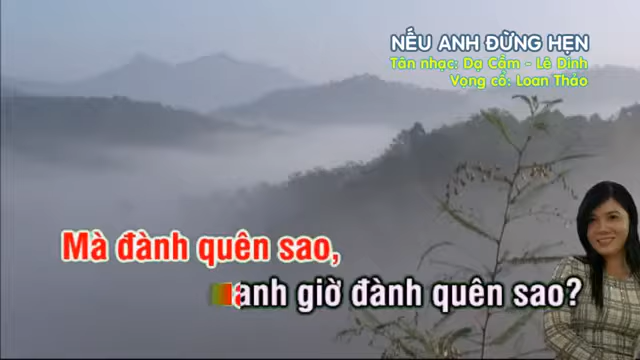 NẾU ANH ĐỪNG HẸN
Tân nhạc: Dạ Cầm - Lê Dinh
Vọng cổ: Loan Thảo
Mà đành quên sao,
anh giờ đành quên sao?